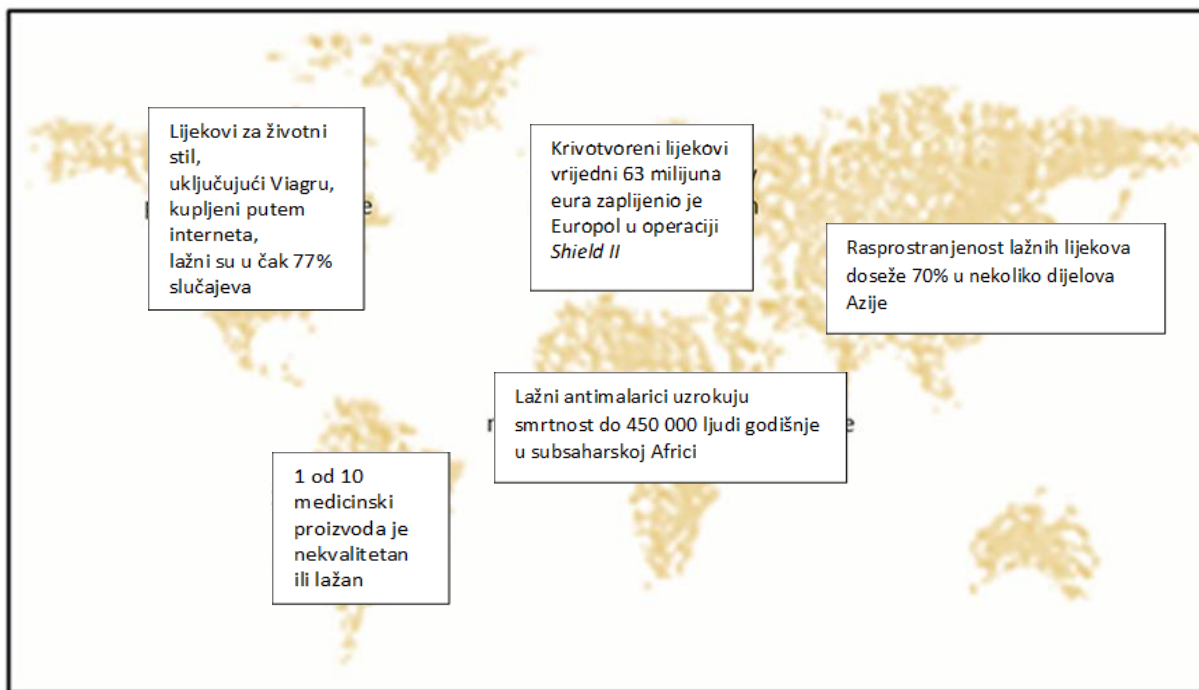 Lijekovi za životni
stil,
uključujući Viagru,
kupljeni putem
interneta,
lažni su u čak 77%
slučajeva
Krivotvoreni lijekovi
vrijedni 63 milijuna
eura zaplijenio je
Europol u operaciji
Shield II
Rasprostranjenost lažnih lijekova
doseže 70% u nekoliko dijelova
Azije
Lažni antimalarici uzrokuju
smrtnost do 450 000 ljudi godišnje
u subsaharskoj Africi
1 od 10
medicinski
proizvoda je
nekvalitetan
ili lažan